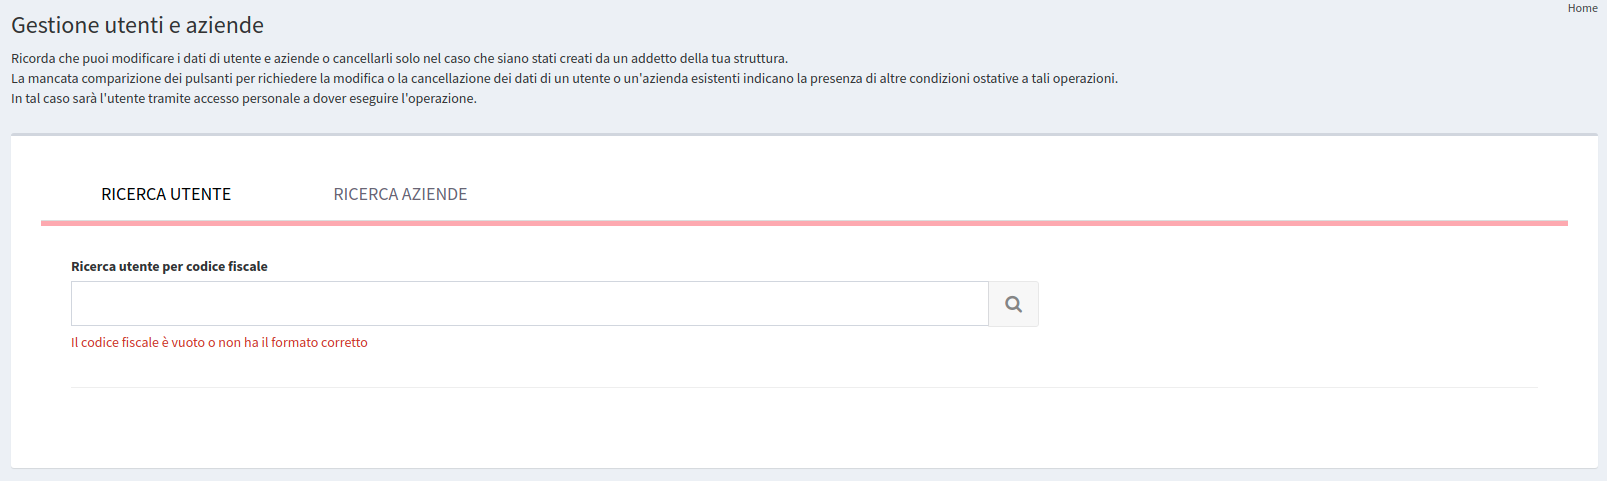 Home
Gestione utenti e aziende
Ricorda che puoi modificare i dati di utente e aziende o cancellarli solo nel caso che siano stati creati da un addetto della tua struttura.
La mancata comparizione dei pulsanti per richiedere la modifica o la cancellazione dei dati di un utente o un'azienda esistenti indicano la presenza di altre condizioni ostative a tali operazioni.
In tal caso sarà l'utente tramite accesso personale a dover eseguire l'operazione.
RICERCA UTENTE RICERCA AZIENDE
Ricerca utente per codice fiscale
Il codice fiscale è vuoto o non ha il formato corretto